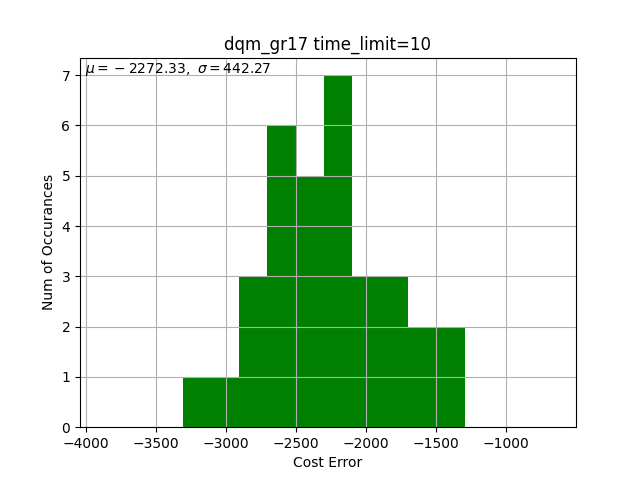 dqm_gr17 time_limit=10
μ = −2272.33, σ = 442.27
7
6
5
4
3
2
1
0
Num of Occurances
−4000 −3500 −3000 −2500 −2000 −1500 −1000
Cost Error